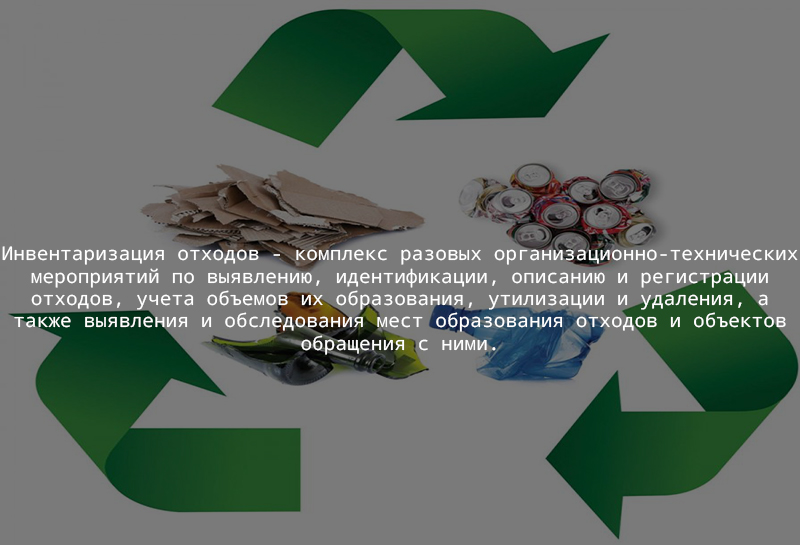 Инвентаризация отходов - комплекс разовых организационно-технических
мероприятий по выявлению, идентификации, описанию и регистрации
отходов, учета объемов их образования, утилизации и удаления, а
также выявления и обследования мест образования отходов и объектов
обращения с ними.